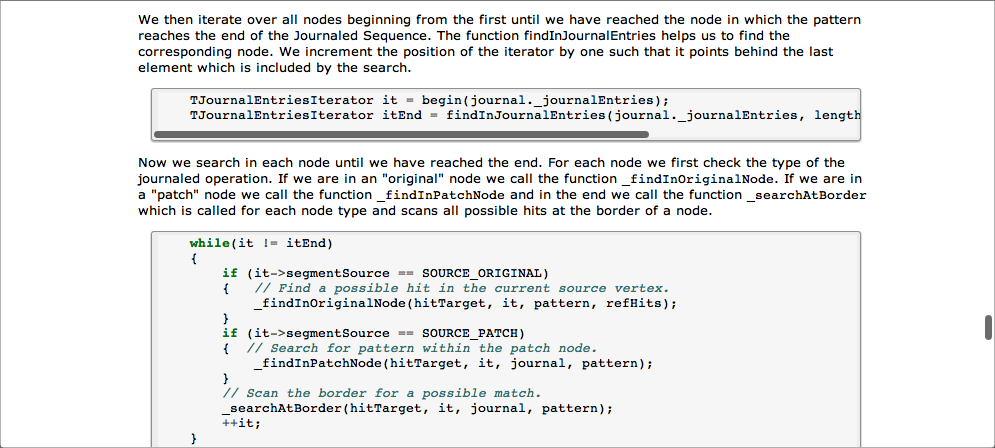 We then iterate over all nodes beginning from the first until we have reached the node in which the pattern
reaches the end of the Journaled Sequence. The function findInJournalEntries helps us to find the
corresponding node. We increment the position of the iterator by one such that it points behind the last
element which is included by the search.
TJournalEntriesIterator it = begin(journal._journalEntries);
TJournalEntriesIterator itEnd = findInJournalEntries(journal._journalEntries, length
Now we search in each node until we have reached the end. For each node we first check the type of the
journaled operation. If we are in an "original" node we call the function _findInOriginalNode. If we are in
a "patch" node we call the function _findInPatchNode and in the end we call the function _searchAtBorder
which is called for each node type and scans all possible hits at the border of a node.
while(it != itEnd)
{
if (it->segmentSource == SOURCE_ORIGINAL)
{ // Find a possible hit in the current source vertex.
_findInOriginalNode(hitTarget, it, pattern, refHits);
}
if (it->segmentSource == SOURCE_PATCH)
{ // Search for pattern within the patch node.
_findInPatchNode(hitTarget, it, journal, pattern);
}
// Scan the border for a possible match.
_searchAtBorder(hitTarget, it, journal, pattern);
++it;
}